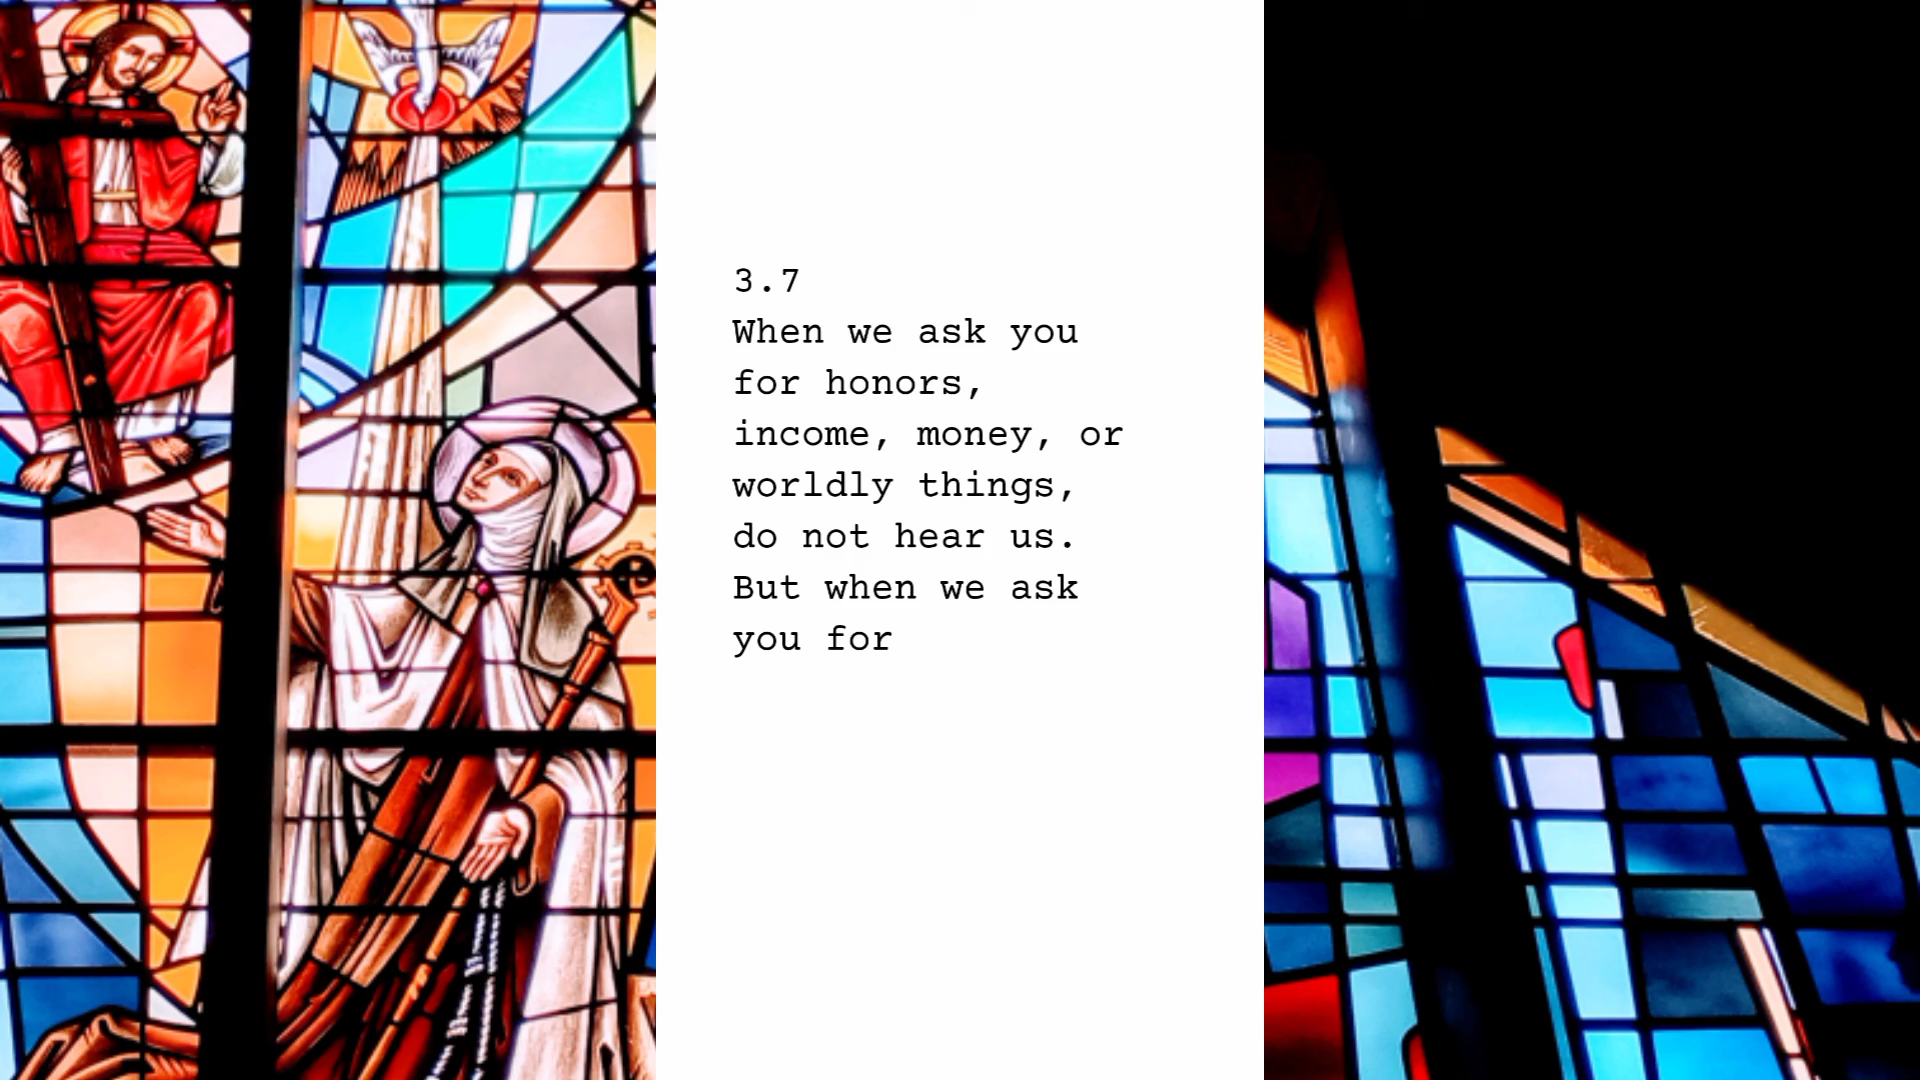 3.7
When we ask you
for honors,
income, money, or
worldly things,
do not hear us.
But when we ask
you for